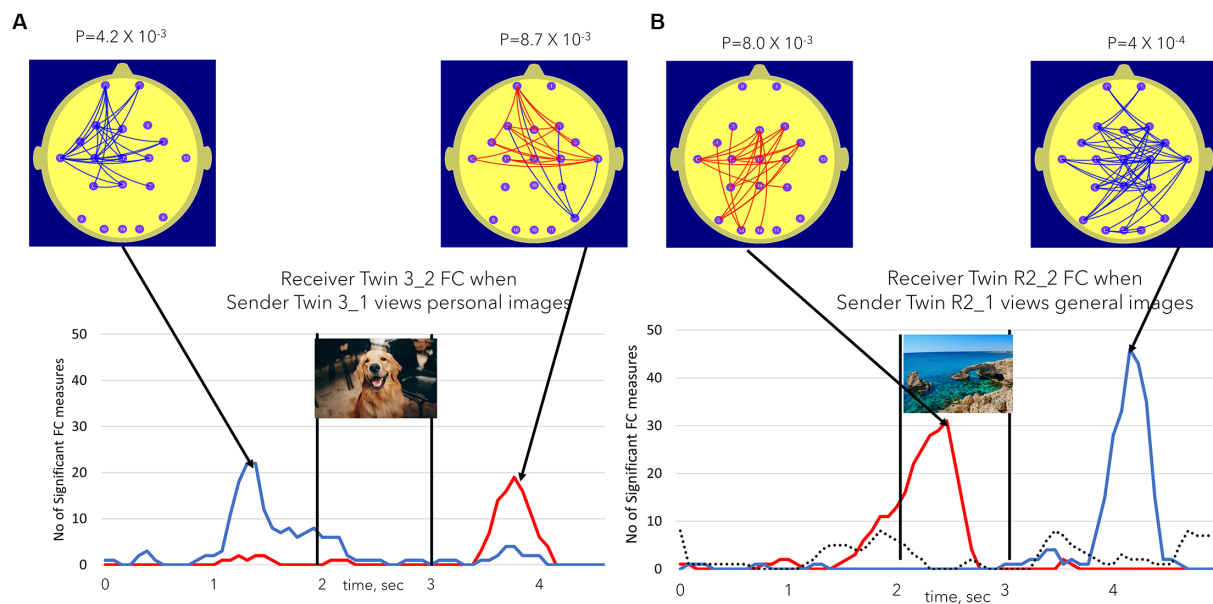 A
P=4.2 X 10-3
P=8.7 X 10-3
Receiver Twin 3_2 FC when
Sender Twin 3_1 views personal images
No of Significant FC measures
50
40
30
20
10
0
0
1
2
time, sec
3
4
B
P=8.0 X 10-3
P=4 X 10-4
Receiver Twin R2_2 FC when
Sender Twin R2_1 views general images
No of Significant FC measures
50
40
30
20
10
0
0
1
2
time, sec
3
4